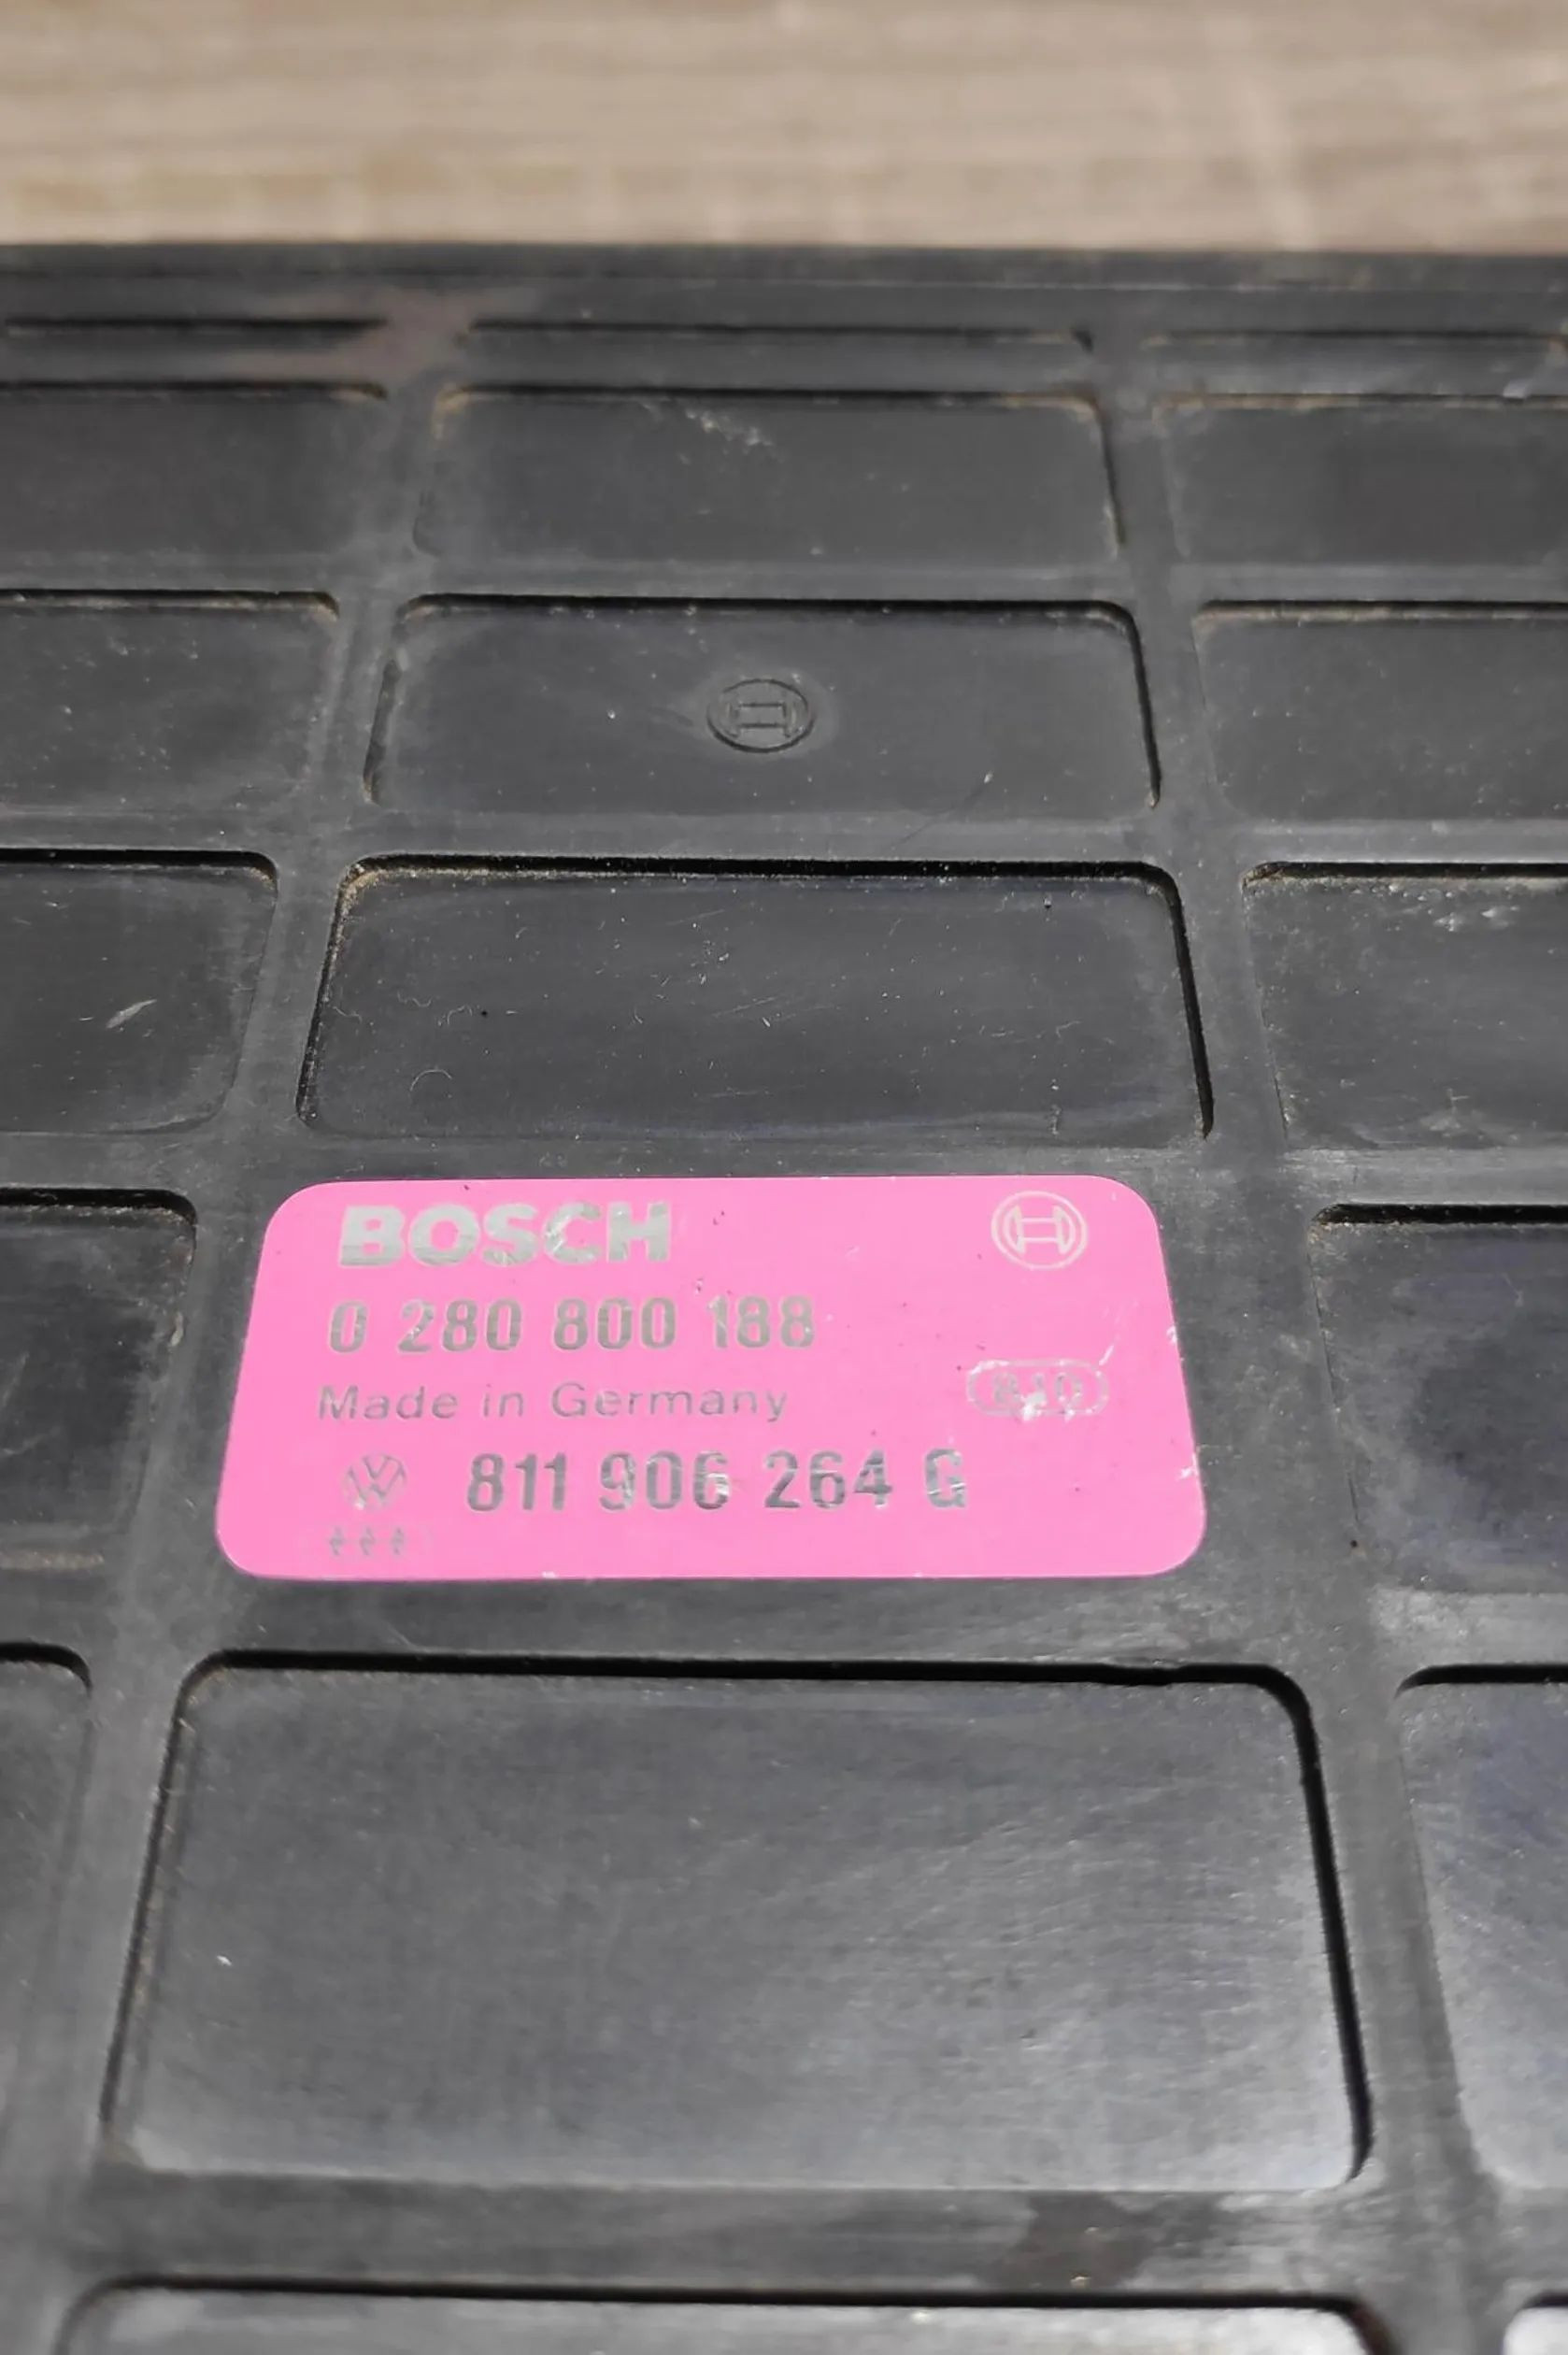 BOSCH
0 280 800 188
Made in Germany
811 906 264 G